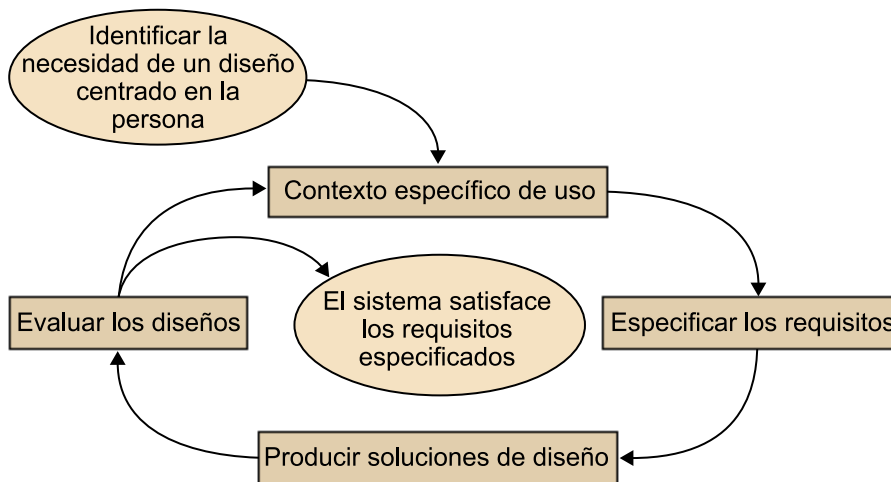 Identificar la
necesidad de un diseño
centrado en la
persona
Contexto específico de uso
Evaluar los diseños
El sistema satisface
los requisitos
especificados
Especificar los requisitos
Producir soluciones de diseño